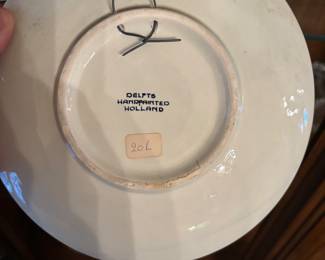 DELFTS
HANDPAINTED
HOLLAND
20L